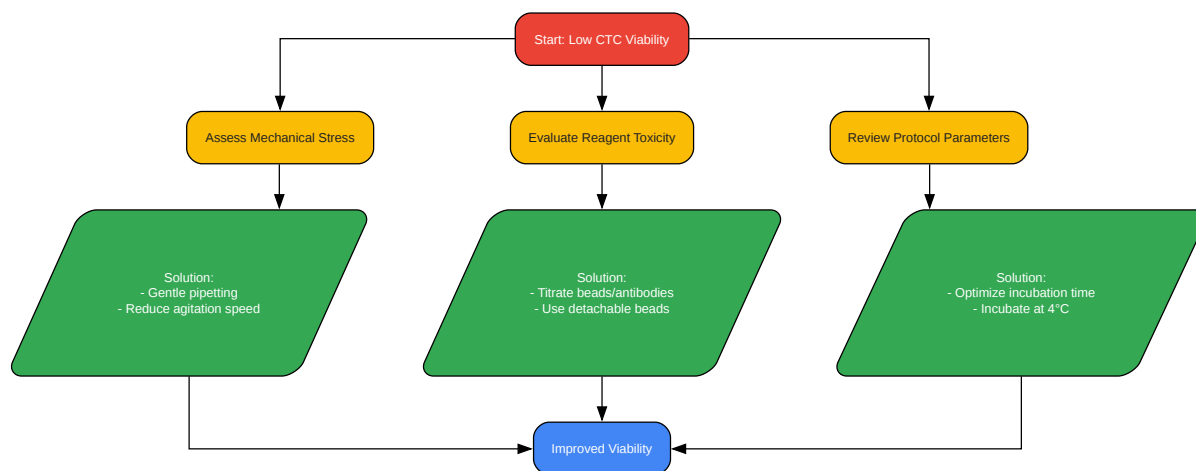 Start: Low CTC Viability
Assess Mechanical Stress
Evaluate Reagent Toxicity
Review Protocol Parameters
Solution:
- Gentle pipetting
- Reduce agitation speed
Solution:
- Titrate beads/antibodies
- Use detachable beads
Solution:
- Optimize incubation time
- Incubate at 4°C
Improved Viability